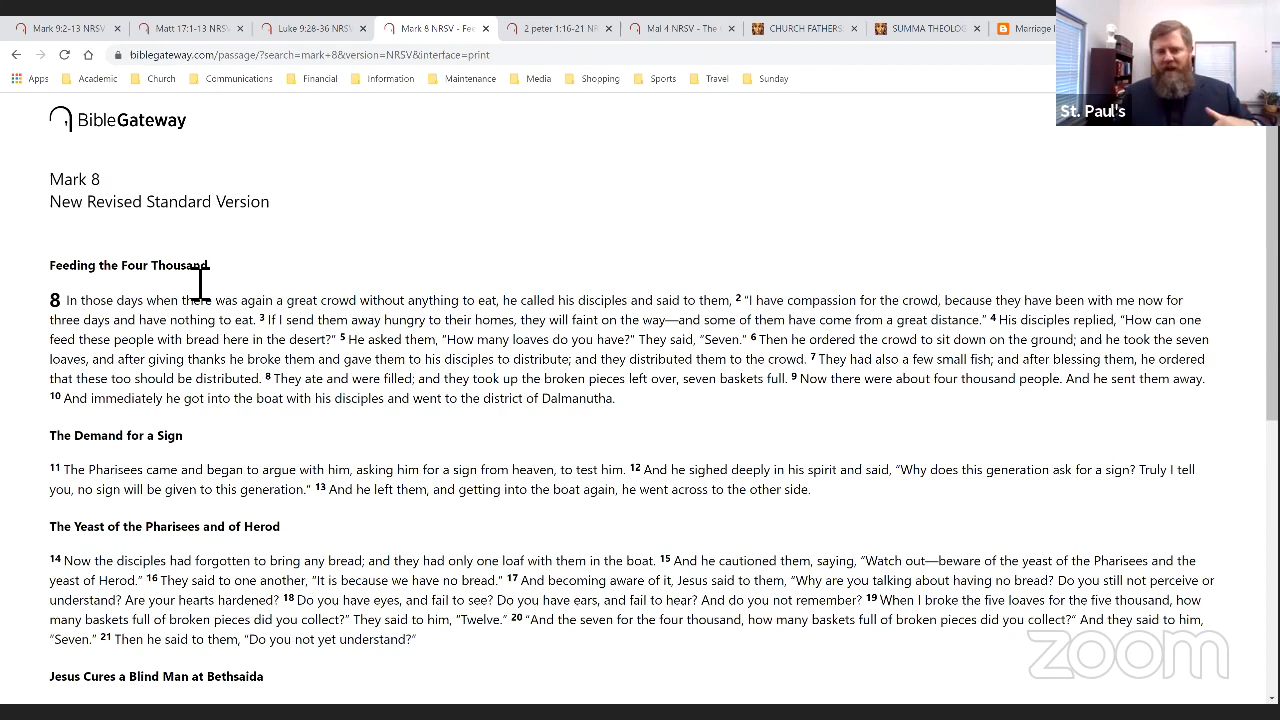 Mark 9:2-13 NRSV
Matt 17:1-13 NRSV
Luke 9:28-36 NRSV
Mark 8 NRSV - Fee
2 peter 1:16-21 NR
Mal 4 NRSV - The
CHURCH FATHERS
SUMMA THEOLOG
Marriage
=NRSV&interface=print
Apps
Academic
Church
Communication
Information
Maintenance
Reddit
Shopping
Sports
Travel
Sunda
St. Paul's
BibleGateway
Mark 8
New Revised Standard Version
Feeding the Four Thousand
8 In those days when there was again a great crowd without anything to eat, he called his disciples and said to them, 2 “I have compassion for the crowd, because they have been with me now for
three days and have nothing to eat. 3 If I send them away hungry to their homes, they will faint on the way—and some of them have come from a great distance.” 4 His disciples replied, “How can one
feed these people with bread here in the desert?” 5 He asked them, “How many loaves do you have?” They said, “Seven.” 6 Then he ordered the crowd to sit down on the ground; and he took the seven
loaves, and after giving thanks he broke them and gave them to his disciples to distribute; and they distributed them to the crowd. 7 They had also a few small fish; and after blessing them, he ordered
that these too should be distributed. 8 They ate and were filled; and they took up the broken pieces left over, seven baskets full. 9 Now there were about four thousand people. And he sent them away.
10 And immediately he got into the boat with his disciples and went to the district of Dalmanutha.
The Demand for a Sign
11 The Pharisees came and began to argue with him, asking him for a sign from heaven, to test him. 12 And he sighed deeply in his spirit and said, “Why does this generation ask for a sign? Truly I tell
you, no sign will be given to this generation.” 13 And he left them, and getting into the boat again, he went across to the other side.
The Yeast of the Pharisees and of Herod
14 Now the disciples had forgotten to bring any bread; and they had only one loaf with them in the boat. 15 And he cautioned them, saying, “Watch out—beware of the yeast of the Pharisees and the
yeast of Herod.” 16 They said to one another, “It is because we have no bread.” 17 And becoming aware of it, Jesus said to them, “Why are you talking about having no bread? Do you still not perceive or
understand? Are your hearts hardened? 18 Do you have eyes, and fail to see? Do you have ears, and fail to hear? And do you not remember? 19 When I broke the five loaves for the five thousand, how
many baskets full of broken pieces did you collect?” They said to him, “Twelve.” 20 “And the seven for the four thousand, how many baskets full of broken pieces did you collect?” And they said to him,
“Seven.” 21 Then he said to them, “Do you not yet understand?”
zoom
Jesus Cures a Blind Man at Bethsaida